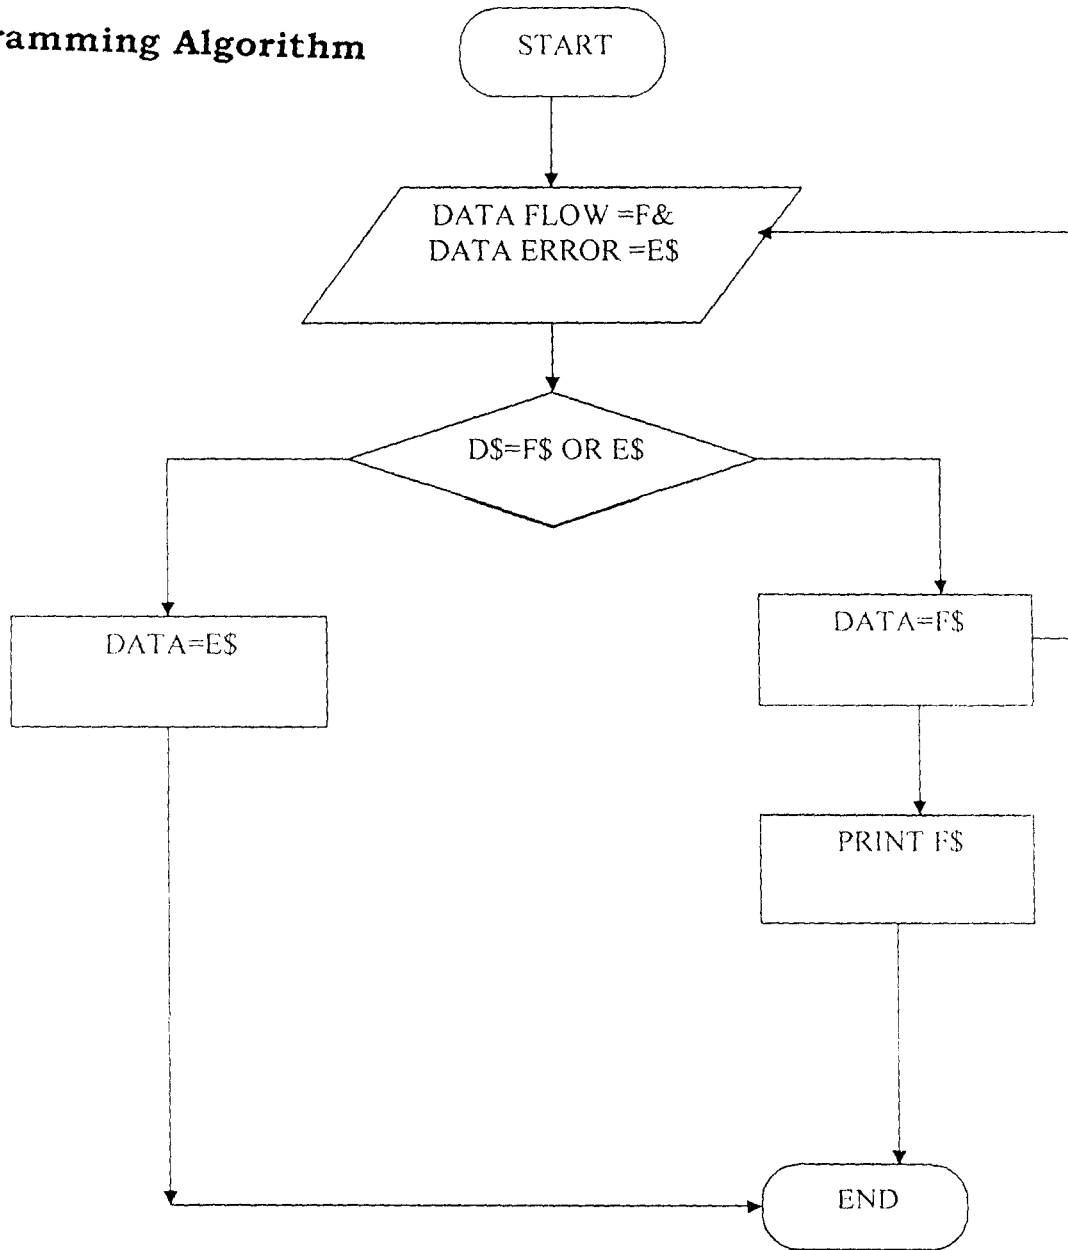 ramming Algorithm
START
DATA FLOW =F&
DATA ERROR =E$
D$=F$ OR E$
DATA=E$
DATA=F$
PRINT F$
END